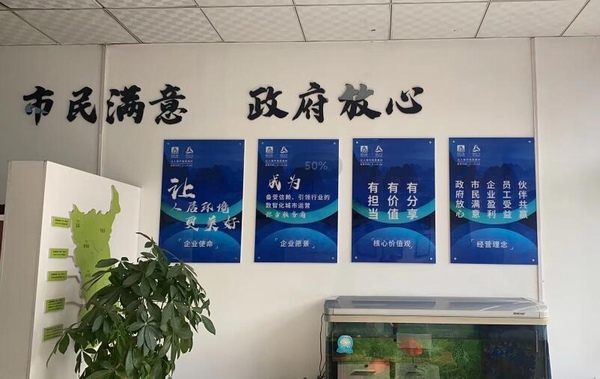 市民满意 政府放心
让
人居环境
更美好
企业使命
50%
成为
备受信赖、引领行业的
数智化城市运营
服务舰
企业愿景
有担当
有价值
有分享
核心价值观
政府放心
市民满意
企业盈利
员工受益
伙伴共赢
经营理念